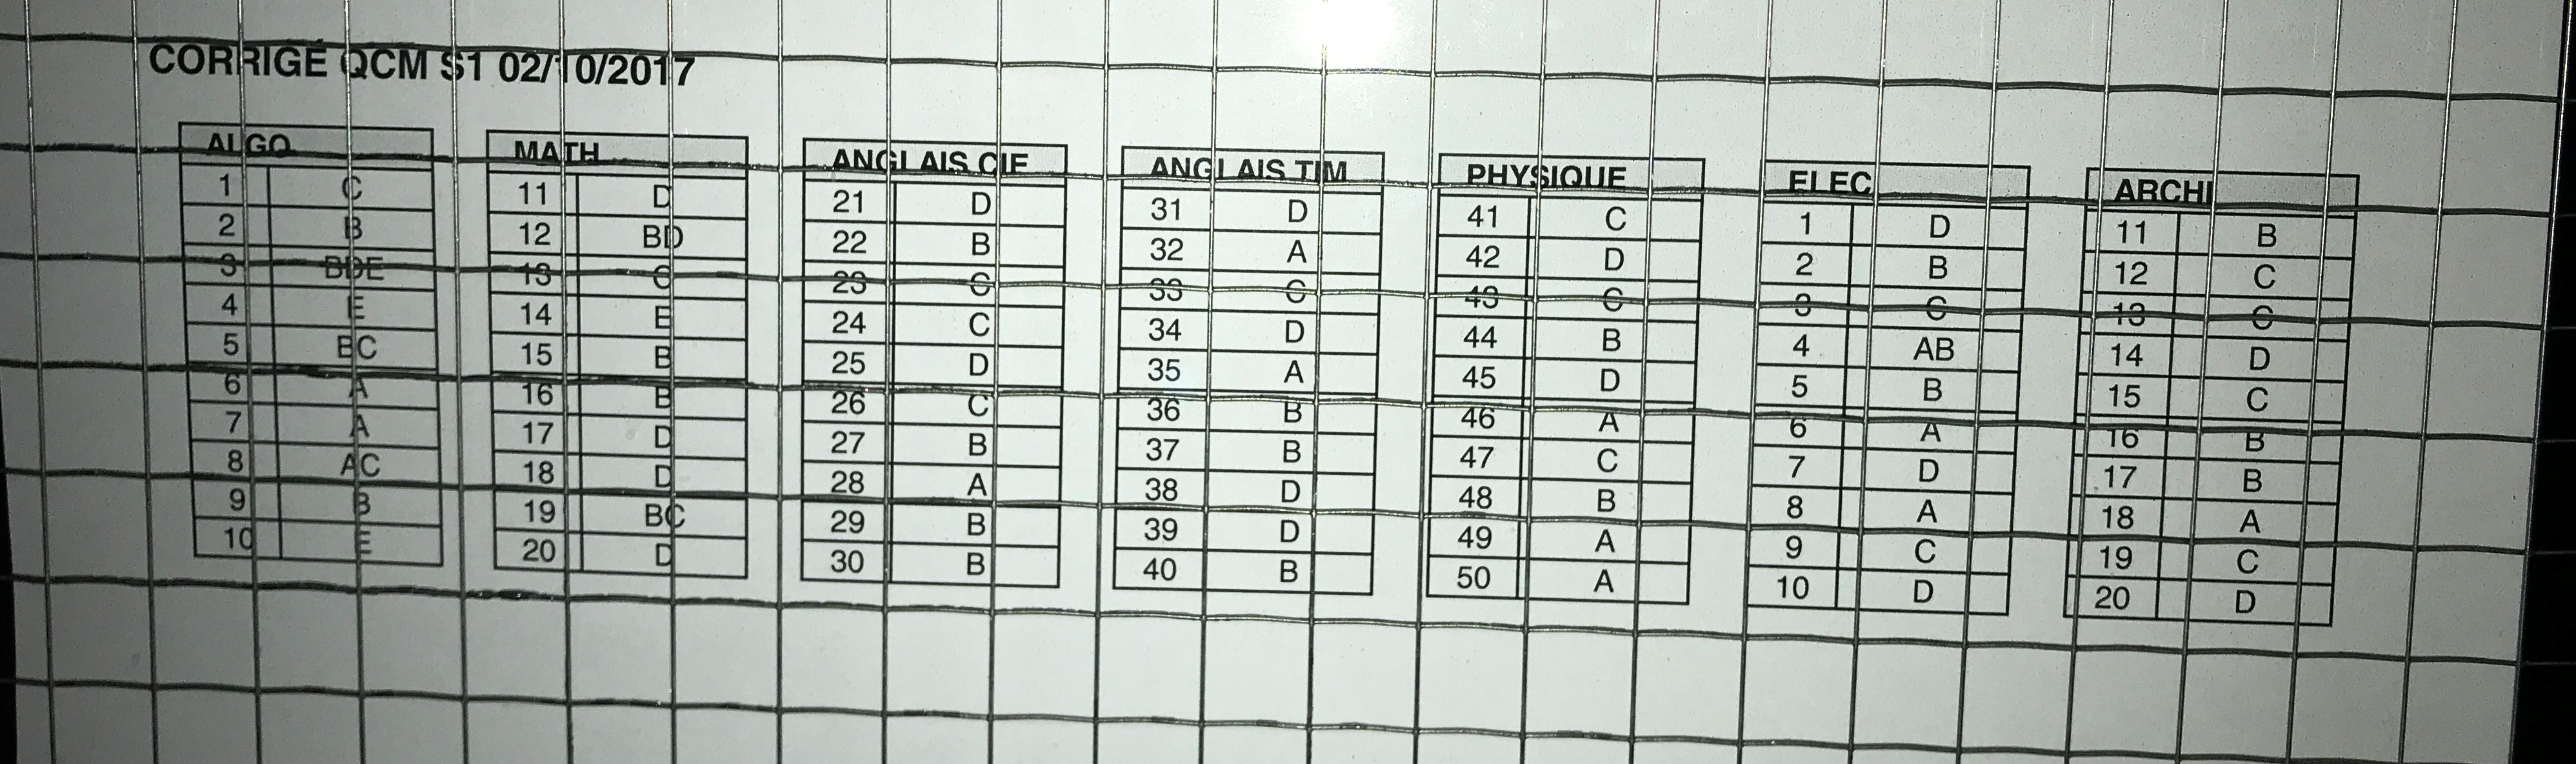 CORRIGÉ QCM S1 02/10/2017
ALGO
1 C
2 B
3 BDE
4 E
5 BC
6 A
7 A
8 AC
9 B
10 E
MATH
11 D
12 BD
13 C
14 E
15 B
16 B
17 D
18 D
19 BC
20 D
ANGLAIS CIE
21 D
22 B
23 C
24 C
25 D
26 C
27 B
28 A
29 B
30 B
ANGLAIS TIM
31 D
32 A
33 C
34 D
35 A
36 B
37 B
38 D
39 D
40 B
PHYSIQUE
41 C
42 D
43 C
44 B
45 D
46 A
47 C
48 B
49 A
50 A
ELEC
1 D
2 B
3 C
4 AB
5 B
6 A
7 D
8 A
9 C
10 D
ARCHI
11 B
12 C
13 C
14 D
15 C
16 B
17 B
18 A
19 C
20 D